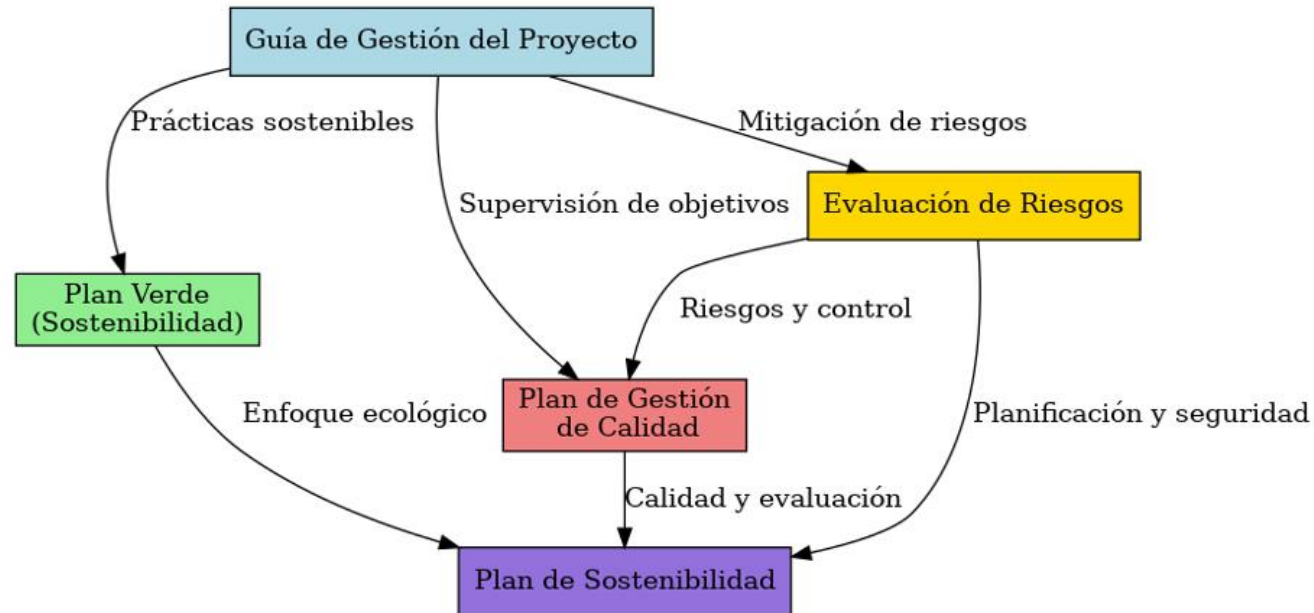 Guía de Gestión del Proyecto
Prácticas sostenibles
Mitigación de riesgos
Supervisión de objetivos
Evaluación de Riesgos
Plan Verde
(Sostenibilidad)
Riesgos y control
Enfoque ecológico
Plan de Gestión
de Calidad
Planificación y seguridad
Calidad y evaluación
Plan de Sostenibilidad